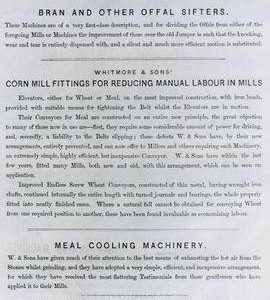 BRAN AND OTHER OFFAL SIFTERS.
These Machines are of a very first-class description, and for dividing the Offals from either of the
foregoing Mills or Machines the improvement of these over the old Jumper is such that the knocking,
wear and tear is entirely dispensed with, and a silent and much more efficient motion is substituted.
WHITMORE & SONS'
CORN MILL FITTINGS FOR REDUCING MANUAL LABOUR IN MILLS
Elevators, either for Wheat or Meal, on the most improved construction, with iron heads,
provided with suitable means for tightening the Belt whilst the Elevators are in motion.
Their Conveyors for Meal are constructed on an entire new principle, the great objection
to many of those now in use are—first, they require some considerable amount of power for driving,
and, secondly, a liability to the Belts slipping; these defects W. & Sons have, by their new
arrangements, entirely prevented, and can now offer to Millers and others requiring such Machinery,
an extremely simple, highly efficient, but inexpensive Conveyor. W. & Sons have within the last
few years, fitted many Mills, both new and old, with this arrangement, which can be seen on
application.
Improved Endless Screw Wheat Conveyors, constructed of thin metal, having wrought iron
shafts, continued internally the entire length with turned journals and bearings, the whole properly
fitted into neatly finished cases. Where a natural fall cannot be obtained for conveying Wheat
from one required position to another, these have been found invaluable as economising labour.
MEAL COOLING MACHINERY.
W. & Sons have given much of their attention to the best means of exhausting the hot air from the
Stones whilst grinding, and they have adopted a very simple, efficient, and inexpensive arrangement,
for which they have received the most flattering Testimonials from those gentlemen who have
applied it to their Mills.